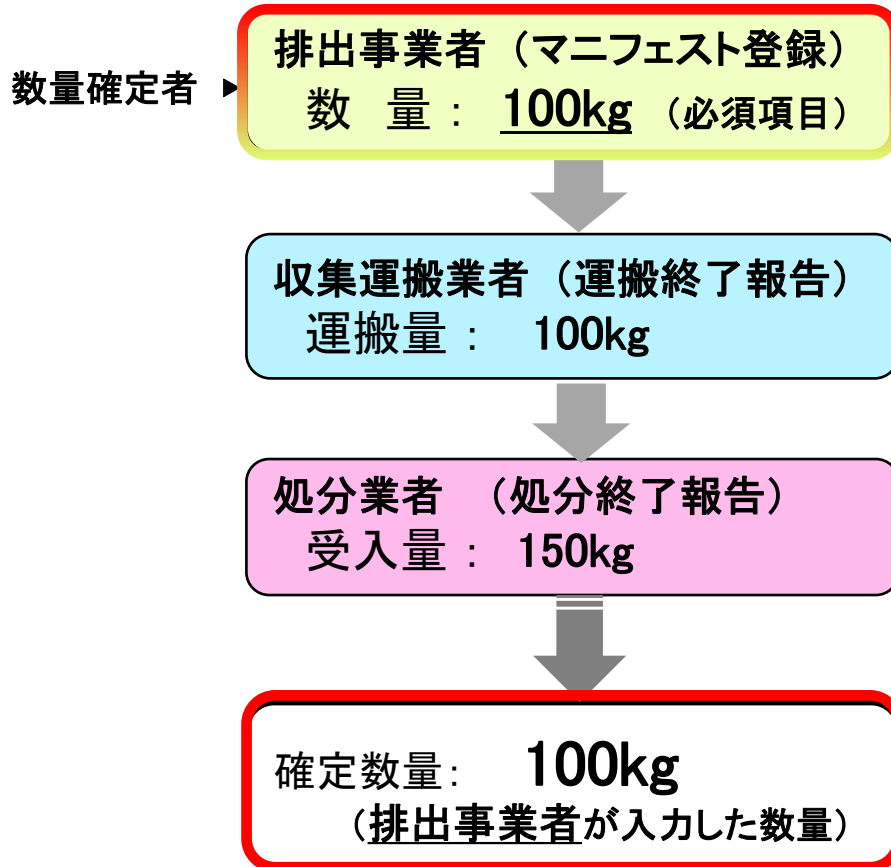 数量確定者
排出事業者（マニフェスト登録）
数 量： 100kg （必須項目）
収集運搬業者（運搬終了報告）
運搬量： 100kg
処分業者 （処分終了報告）
受入量： 150kg
確定数量： 100kg
（排出事業者が入力した数量）